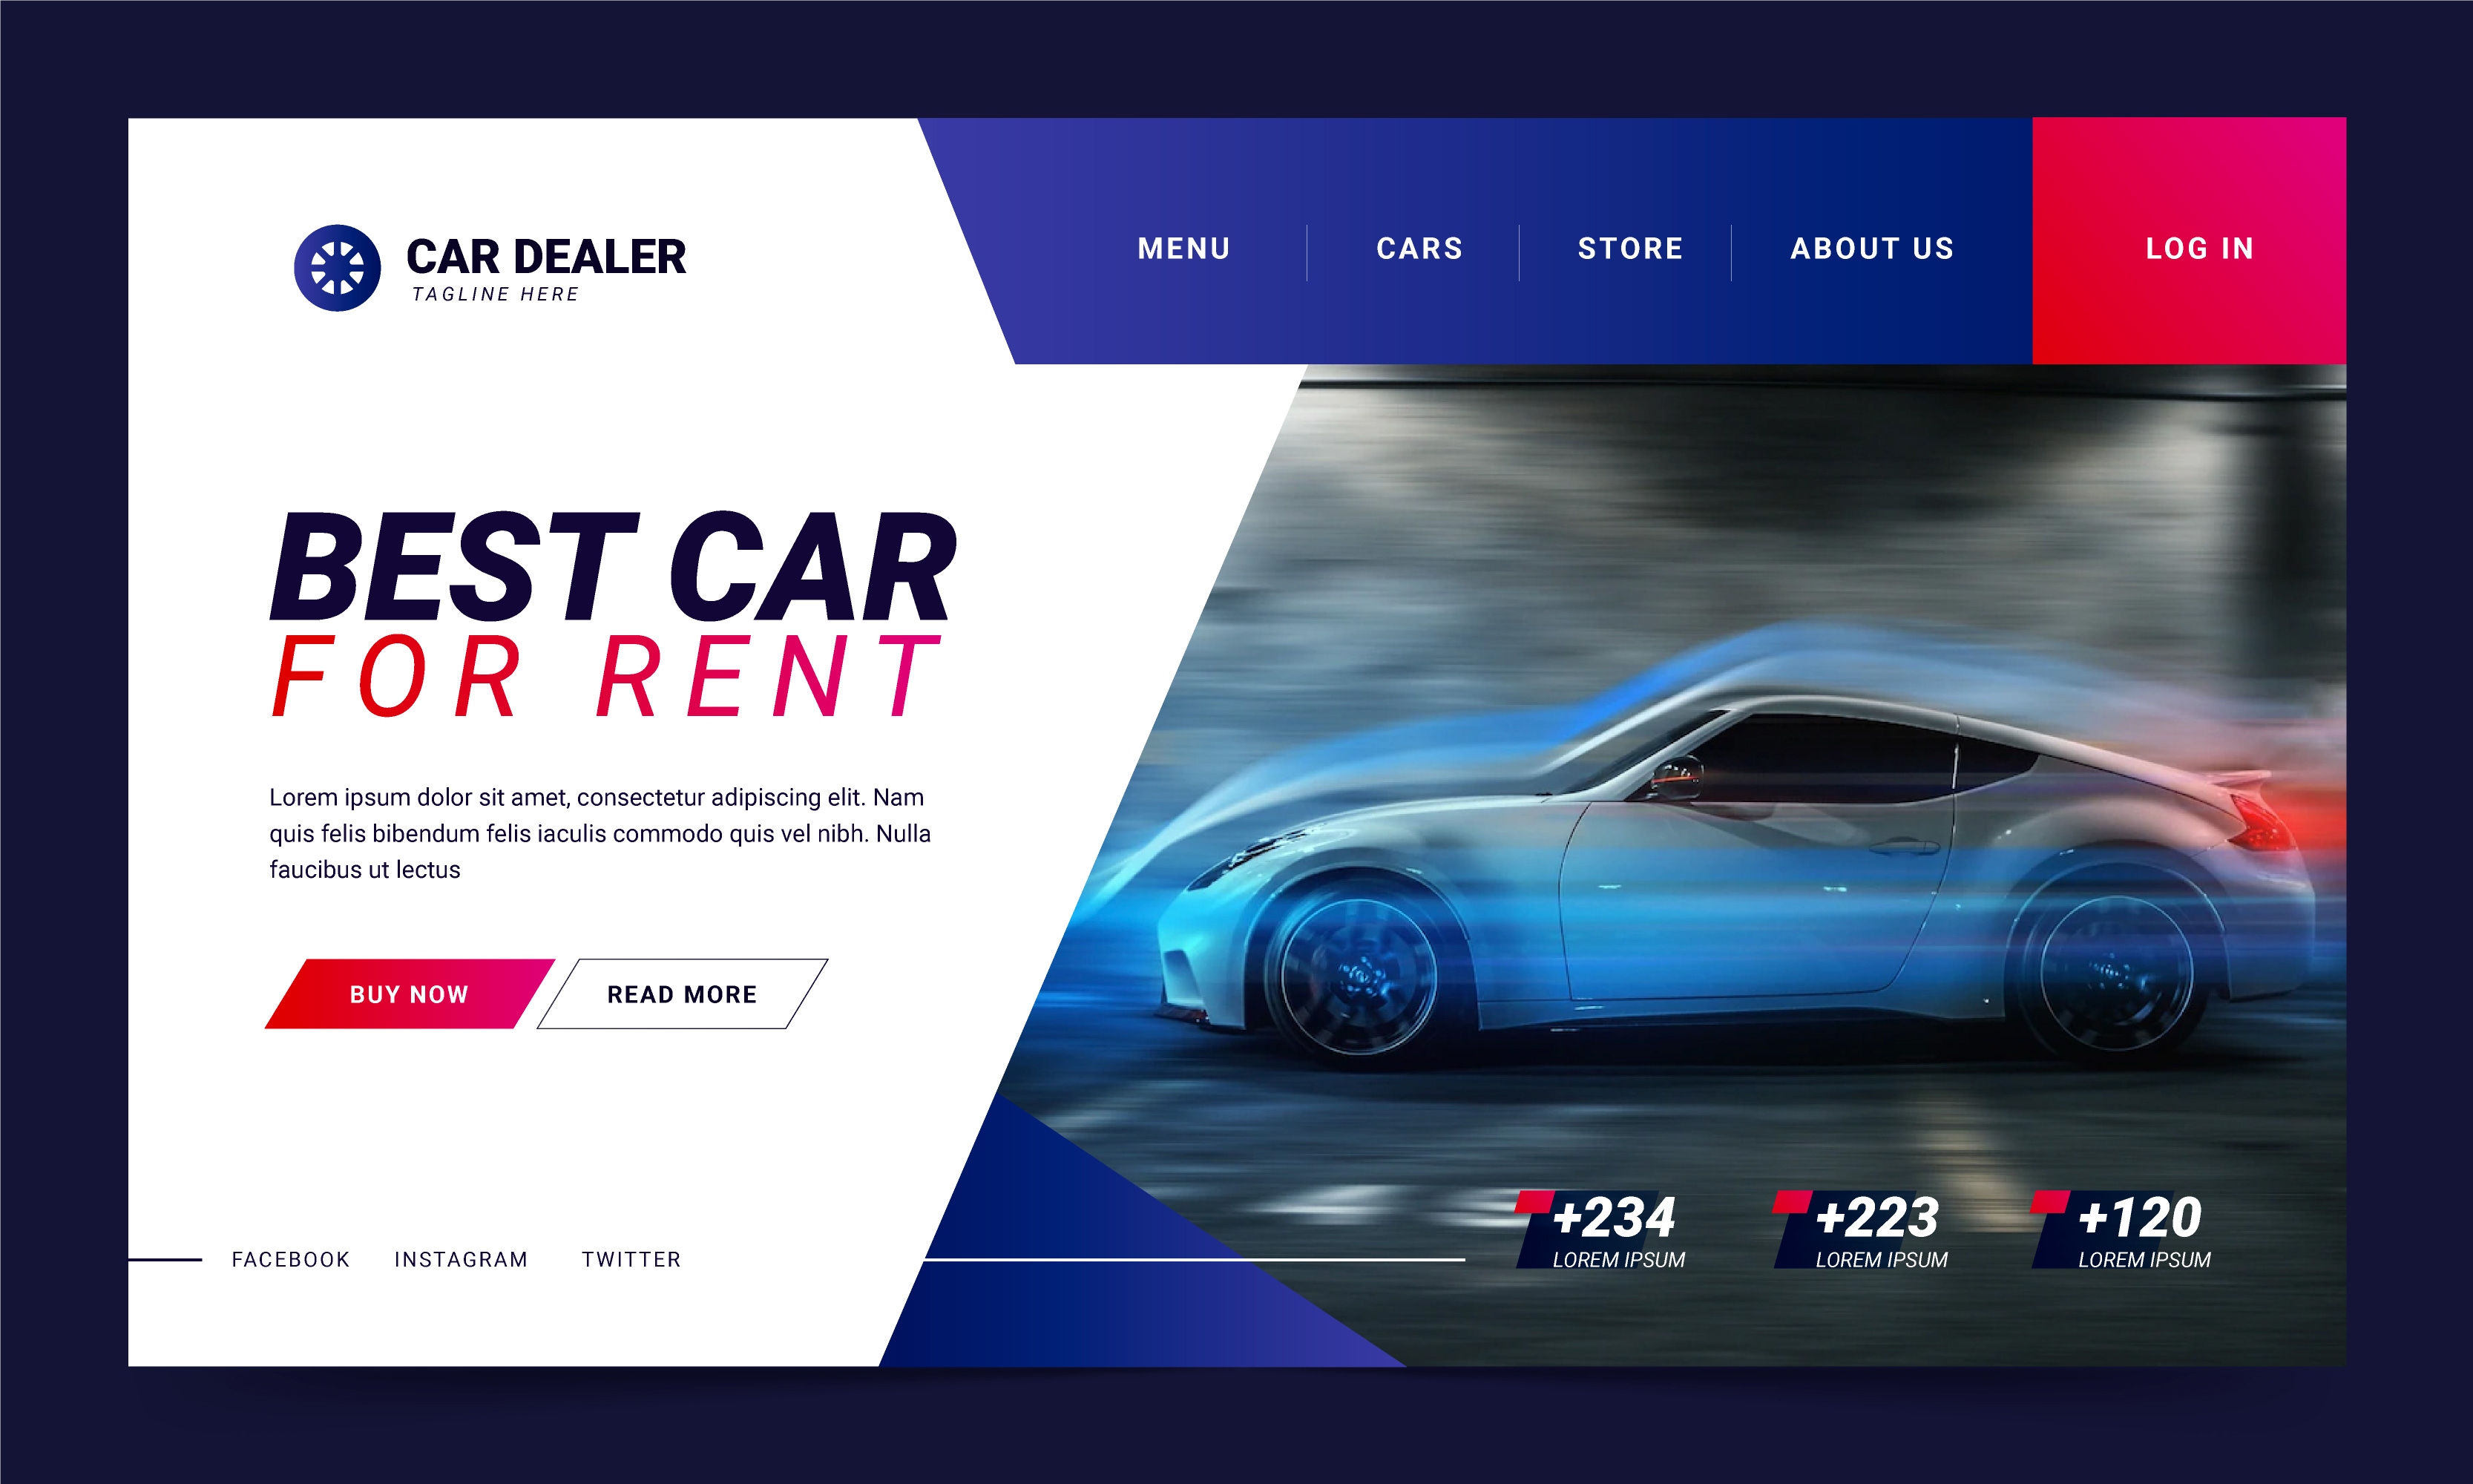 CAR DEALER
TAGLINE HERE
MENU
CARS
STORE
ABOUT US
LOG IN
BEST CAR
FOR RENT
Lorem ipsum dolor sit amet, consectetur adipiscing elit. Nam
quis felis bibendum felis iaculis commodo quis vel nibh. Nulla
faucibus ut lectus
BUY NOW
READ MORE
FACEBOOK
INSTAGRAM
TWITTER
+234
LOREM IPSUM
+223
LOREM IPSUM
+120
LOREM IPSUM